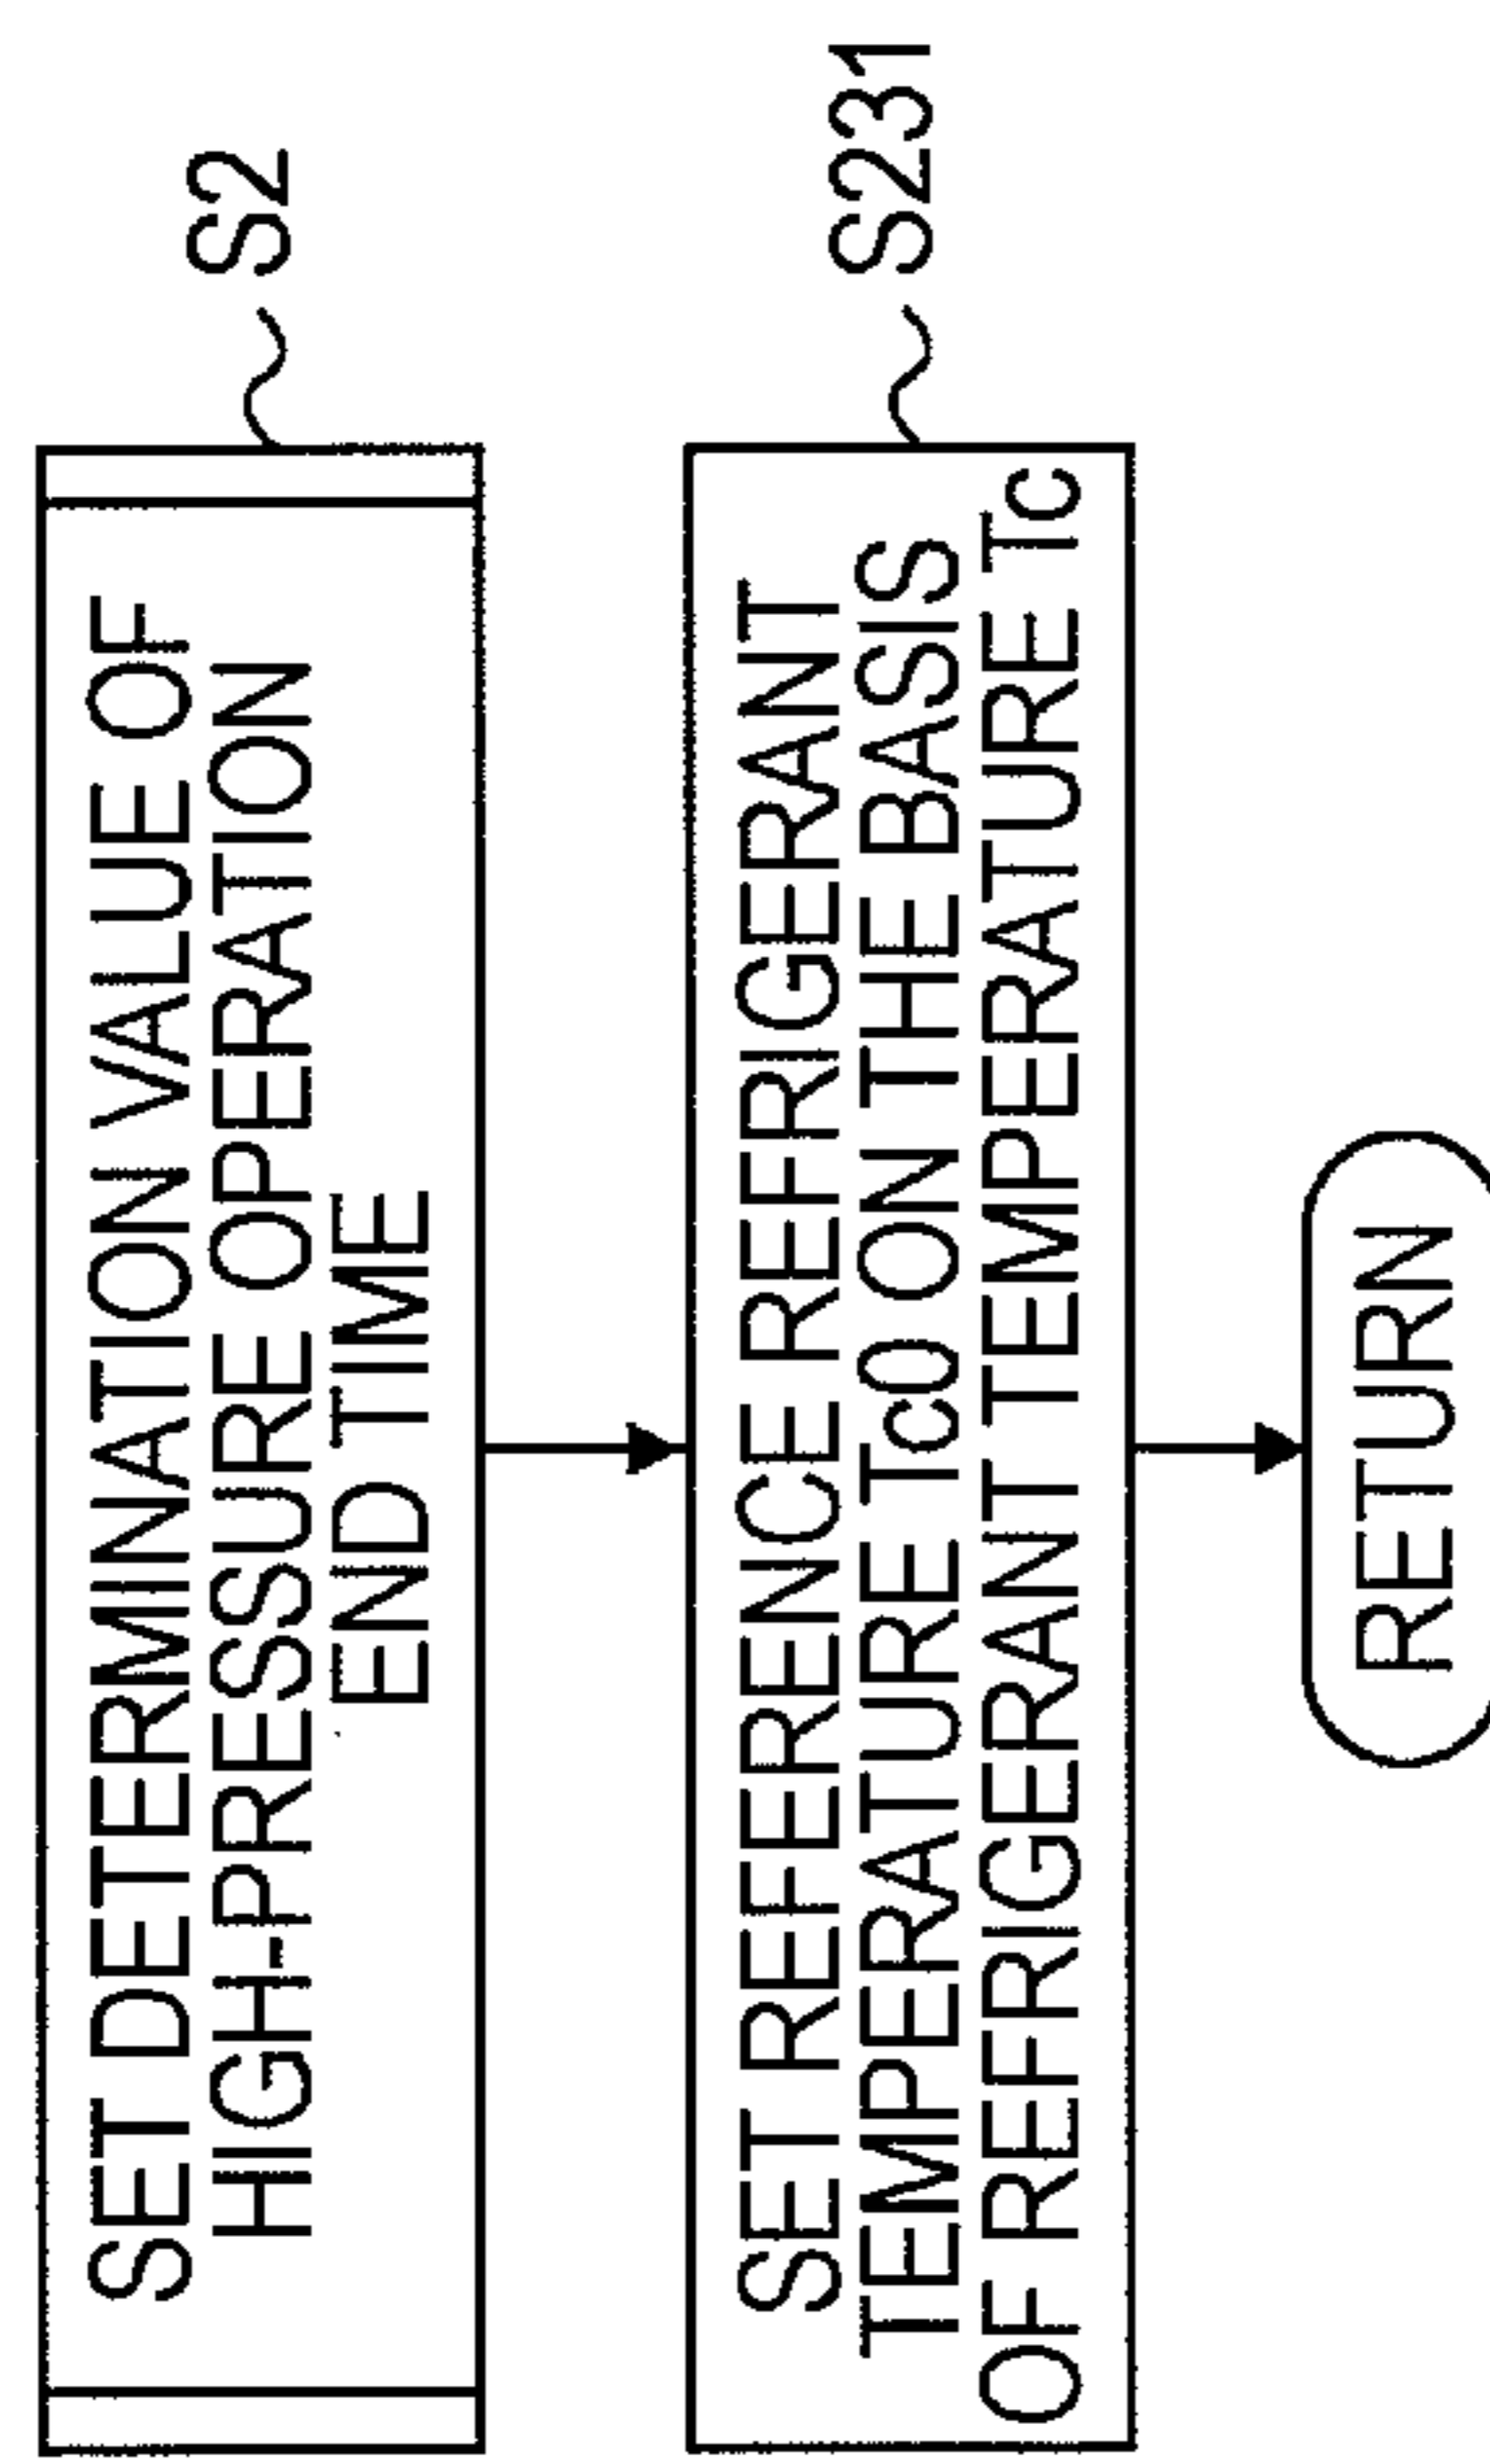 SET DETERMINATION VALUE OF
HIGH-PRESSURE OPERATION
END TIME
S2
SET REFERENCE REFRIGERANT
TEMPERATURE Tc0 ON THE BASIS
OF REFRIGERANT TEMPERATURE Tc
S231
RETURN